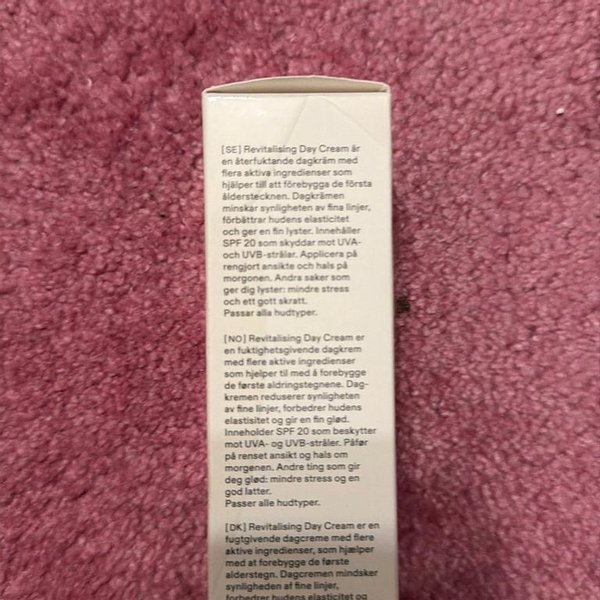 [SE] Revitalising Day Cream är
en återfuktande dagkräm med
flera aktiva ingredienser som
hjälper till att förebygga de första
ålderstecknen. Dagkrämen
minskar synligheten av fina linjer,
förbättrar hudens elasticitet
och ger en fin lyster. Innehåller
SPF 20 som skyddar mot UVA-
och UVB-strålar. Applicera på
rengjort ansikte och hals på
morgonen. Andra saker som
ger dig lyster: mindre stress
och ett gott skratt.
Passar alla hudtyper.
[NO] Revitalising Day Cream er
en fuktighetsgivende dagkrem
med flere aktive ingredienser
som hjelper til med å forebygge
de første aldringstegnene. Dag-
kremen reduserer synligheten
av fine linjer, forbedrer hudens
elastisitet og gir en fin glød.
Inneholder SPF 20 som beskytter
mot UVA- og UVB-stråler. Påfør
på renset ansikt og hals om
morgenen. Andre ting som gir
deg glød: mindre stress og en
god latter.
Passer alle hudtyper.
[DK] Revitalising Day Cream er en
fugtgivende dagcreme med flere
aktive ingredienser, som hjælper
med at forebygge de første
alderstegn. Dagcremen mindsker
synligheden af fine linjer,
forbedrer hudens elasticitet og